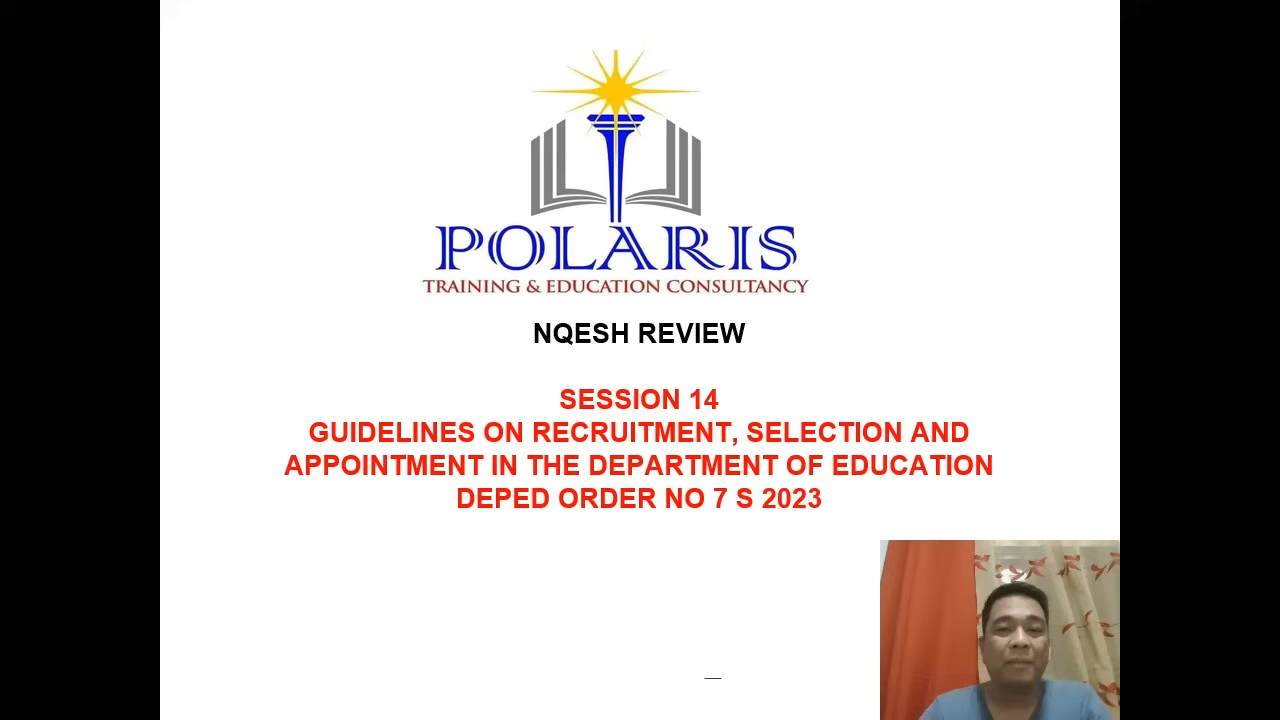 POLARIS
TRAINING & EDUCATION CONSULTANCY
NQESH REVIEW
SESSION 14
GUIDELINES ON RECRUITMENT, SELECTION AND
APPOINTMENT IN THE DEPARTMENT OF EDUCATION
DEPED ORDER NO 7 S 2023